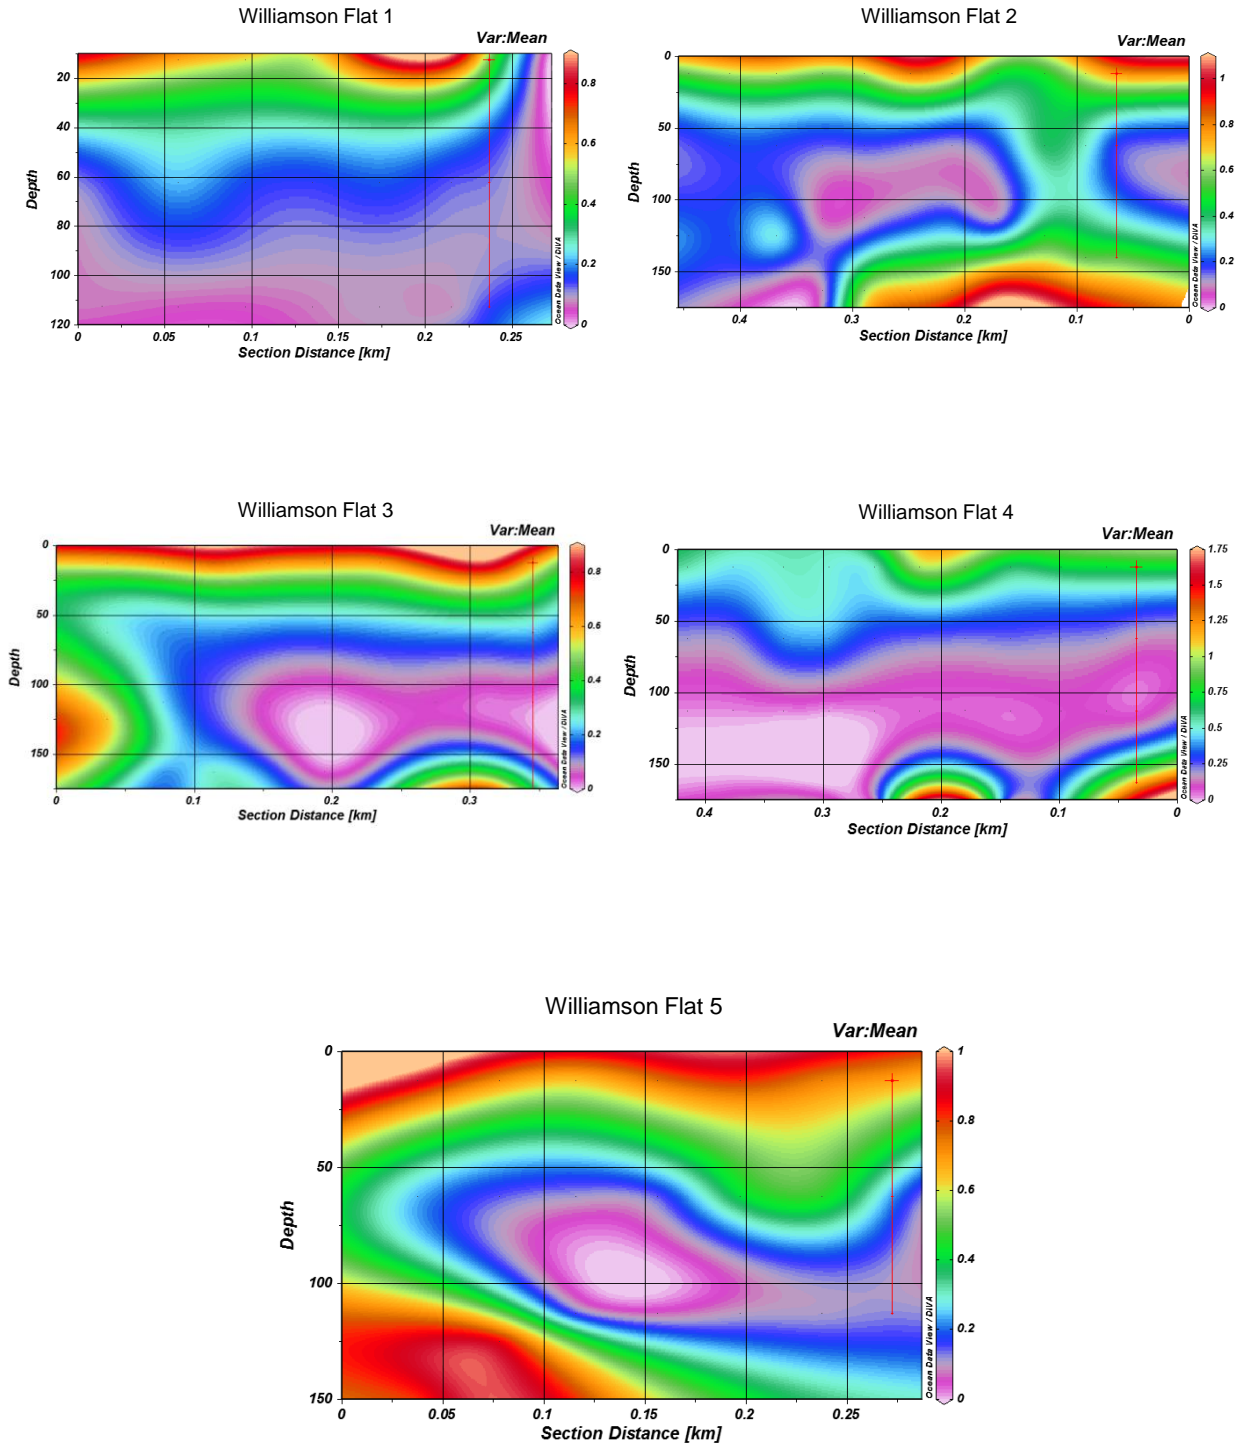 Williamson Flat 1
Var:Mean
20
40
60
80
100
120
Depth
0 0.05 0.1 0.15 0.2 0.25
Section Distance [km]
0.8
0.6
0.4
0.2
0
Ocean Data View / DIVA
Williamson Flat 2
Var:Mean
0
50
100
150
Depth
0.4 0.3 0.2 0.1 0
Section Distance [km]
1
0.8
0.6
0.4
0.2
0
Ocean Data View / DIVA
Williamson Flat 3
Var:Mean
0
50
100
150
Depth
0 0.1 0.2 0.3
Section Distance [km]
0.8
0.6
0.4
0.2
0
Ocean Data View / DIVA
Williamson Flat 4
Var:Mean
0
50
100
150
Depth
0.4 0.3 0.2 0.1 0
Section Distance [km]
1.75
1.5
1.25
1
0.75
0.5
0.25
0
Ocean Data View / DIVA
Williamson Flat 5
Var:Mean
0
50
100
150
Depth
0 0.05 0.1 0.15 0.2 0.25
Section Distance [km]
1
0.8
0.6
0.4
0.2
0
Ocean Data View / DIVA